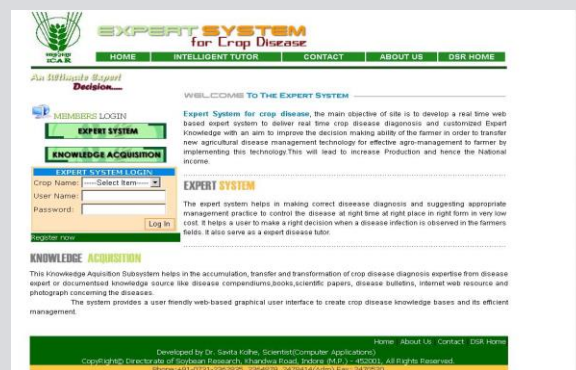 EXPERT SYSTEM
for Crop Disease
ICAR
HOME INTELLIGENT TUTOR CONTACT ABOUT US DSR HOME
An Ultimate Expert
Decision.....
WELCOME TO THE EXPERT SYSTEM
MEMBERS LOGIN
EXPERT SYSTEM
KNOWLEDGE ACQUISITION
EXPERT SYSTEM LOGIN
Crop Name: -----Select Item-----
User Name:
Password:
Log In
Register now
Expert System for crop disease, the main objective of site is to develop a real time web
based expert system to deliver real time crop disease diagnosis and customized Expert
Knowledge with an aim to improve the decision making ability of the farmer in order to transfer
new agricultural disease management technology for effective agro-management to farmer by
implementing this technology.This will lead to increase Production and hence the National
income.
EXPERT SYSTEM
The expert system helps in making correct disease diagnosis and suggesting appropriate
management practice to control the disease at right time at right place in right form in very low
cost. It helps a user to make a right decision when a disease infection is observed in the farmers
fields. It also serve as a expert disease tutor.
KNOWLEDGE ACQUISITION
This Knowledge Aquisition Subsystem helps in the accumulation, transfer and transformation of crop disease diagnosis expertise from disease
expert or documentsed knowledge source like disease compendiums,books,scientific papers, disease bulletins, internet web resource and
photograph concerning the diseases.
The system provides a user friendly web-based graphical user interface to create crop disease knowledge bases and its efficient
management.
Home About Us Contact DSR Home
Developed by Dr. Savita Kolhe, Scientist(Computer Applications)
CopyRight© Directorate of Soybean Research, Khandwa Road, Indore (M.P.) - 452001, All Rights Reserved.